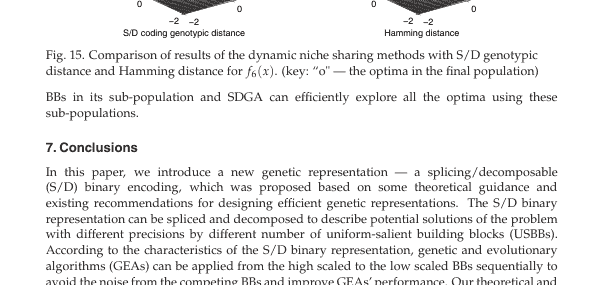 0 0 0 0
−2 −2 −2 −2
S/D coding genotypic distance Hamming distance
Fig. 15. Comparison of results of the dynamic niche sharing methods with S/D genotypic
distance and Hamming distance for f6(x). (key: "o" — the optima in the final population)
BBs in its sub-population and SDGA can efficiently explore all the optima using these
sub-populations.
7. Conclusions
In this paper, we introduce a new genetic representation — a splicing/decomposable
(S/D) binary encoding, which was proposed based on some theoretical guidance and
existing recommendations for designing efficient genetic representations. The S/D binary
representation can be spliced and decomposed to describe potential solutions of the problem
with different precisions by different number of uniform-salient building blocks (USBBs).
According to the characteristics of the S/D binary representation, genetic and evolutionary
algorithms (GEAs) can be applied from the high scaled to the low scaled BBs sequentially to
avoid the noise from the competing BBs and improve GEAs' performance. Our theoretical and